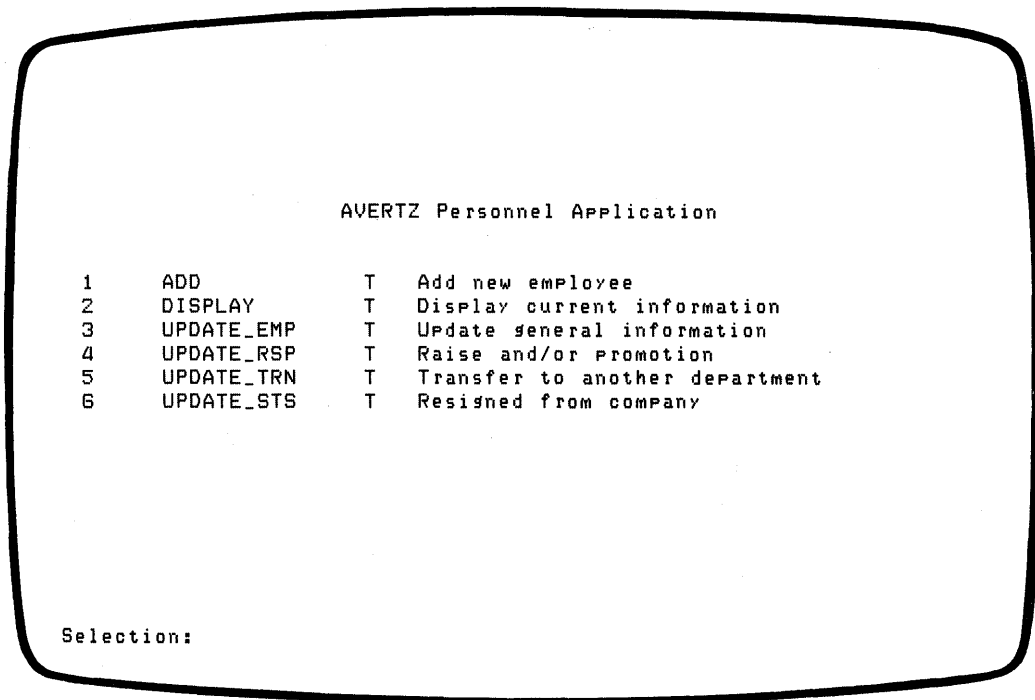 AVERTZ Personnel Application
1 ADD T Add new employee
2 DISPLAY T Display current information
3 UPDATE_EMP T Update general information
4 UPDATE_RSP T Raise and/or promotion
5 UPDATE_TRN T Transfer to another department
6 UPDATE_STS T Resigned from company
Selection: